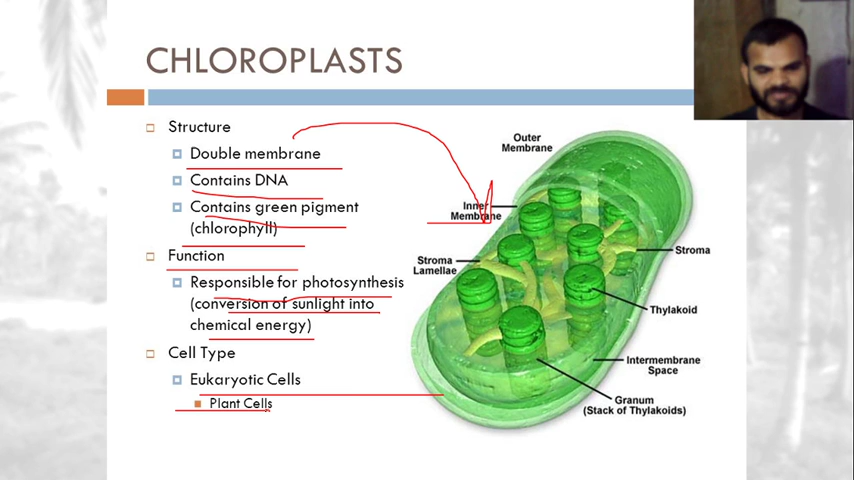 CHLOROPLASTS
Structure
Double membrane
Contains DNA
Contains green pigment
(chlorophyll)
Function
Responsible for photosynthesis
(conversion of sunlight into
chemical energy)
Cell Type
Eukaryotic Cells
Plant Cells
Outer
Membrane
Inner
Membrane
Stroma
Lamellae
Stroma
Thylakoid
Intermembrane
Space
Granum
(Stack of Thylakoids)